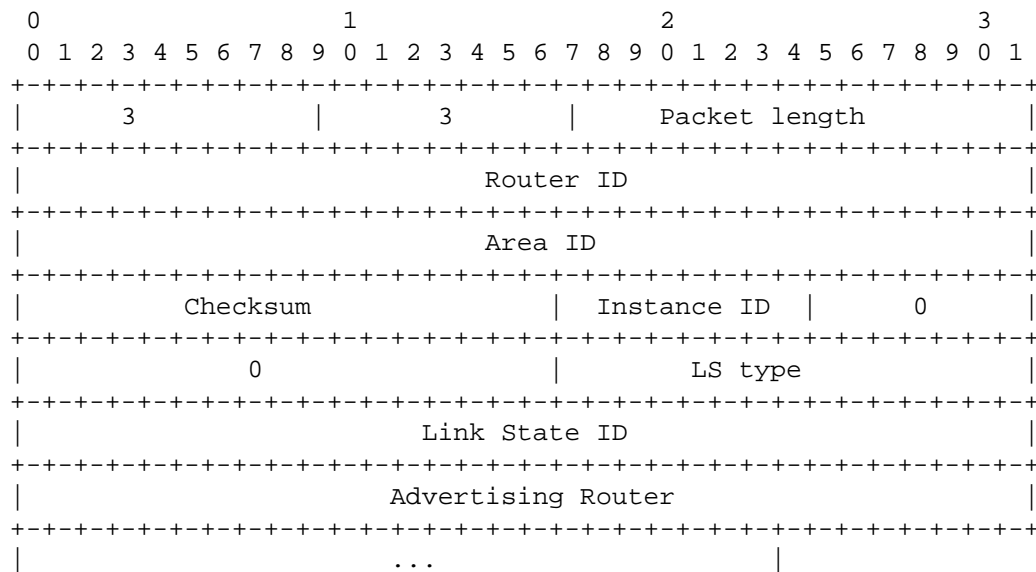 0                   1                   2                   3
 0 1 2 3 4 5 6 7 8 9 0 1 2 3 4 5 6 7 8 9 0 1 2 3 4 5 6 7 8 9 0 1
+-+-+-+-+-+-+-+-+-+-+-+-+-+-+-+-+-+-+-+-+-+-+-+-+-+-+-+-+-+-+-+-+
|      3           |       3       |     Packet length          |
+-+-+-+-+-+-+-+-+-+-+-+-+-+-+-+-+-+-+-+-+-+-+-+-+-+-+-+-+-+-+-+-+
|                             Router ID                         |
+-+-+-+-+-+-+-+-+-+-+-+-+-+-+-+-+-+-+-+-+-+-+-+-+-+-+-+-+-+-+-+-+
|                             Area ID                           |
+-+-+-+-+-+-+-+-+-+-+-+-+-+-+-+-+-+-+-+-+-+-+-+-+-+-+-+-+-+-+-+-+
|          Checksum               |  Instance ID  |      0      |
+-+-+-+-+-+-+-+-+-+-+-+-+-+-+-+-+-+-+-+-+-+-+-+-+-+-+-+-+-+-+-+-+
|              0                  |        LS type              |
+-+-+-+-+-+-+-+-+-+-+-+-+-+-+-+-+-+-+-+-+-+-+-+-+-+-+-+-+-+-+-+-+
|                         Link State ID                         |
+-+-+-+-+-+-+-+-+-+-+-+-+-+-+-+-+-+-+-+-+-+-+-+-+-+-+-+-+-+-+-+-+
|                       Advertising Router                      |
+-+-+-+-+-+-+-+-+-+-+-+-+-+-+-+-+-+-+-+-+-+-+-+-+-+-+-+-+-+-+-+-+
|                       ...                     |